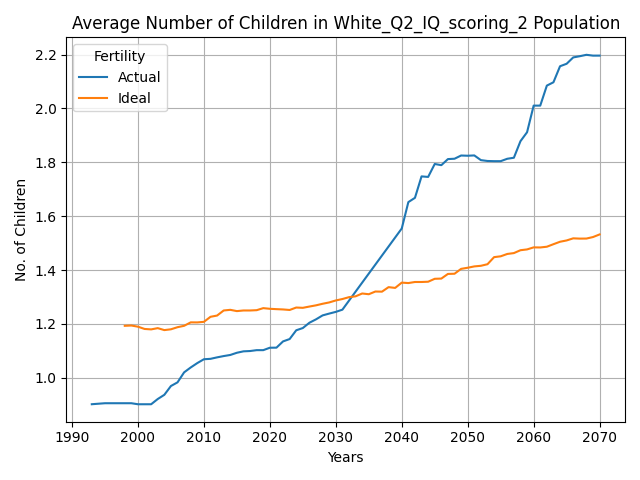 Average Number of Children in White_Q2_IQ_scoring_2 Population
Fertility
Actual
Ideal
No. of Children
2.2
2.0
1.8
1.6
1.4
1.2
1.0
1990 2000 2010 2020 2030 2040 2050 2060 2070
Years